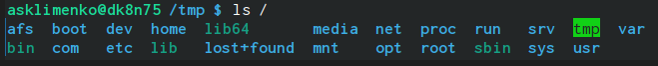 asklimenko@dk8n75 /tmp $ ls /
afs boot dev home lib64 media net proc run srv tmp var
bin com etc lib lost+found mnt opt root sbin sys usr